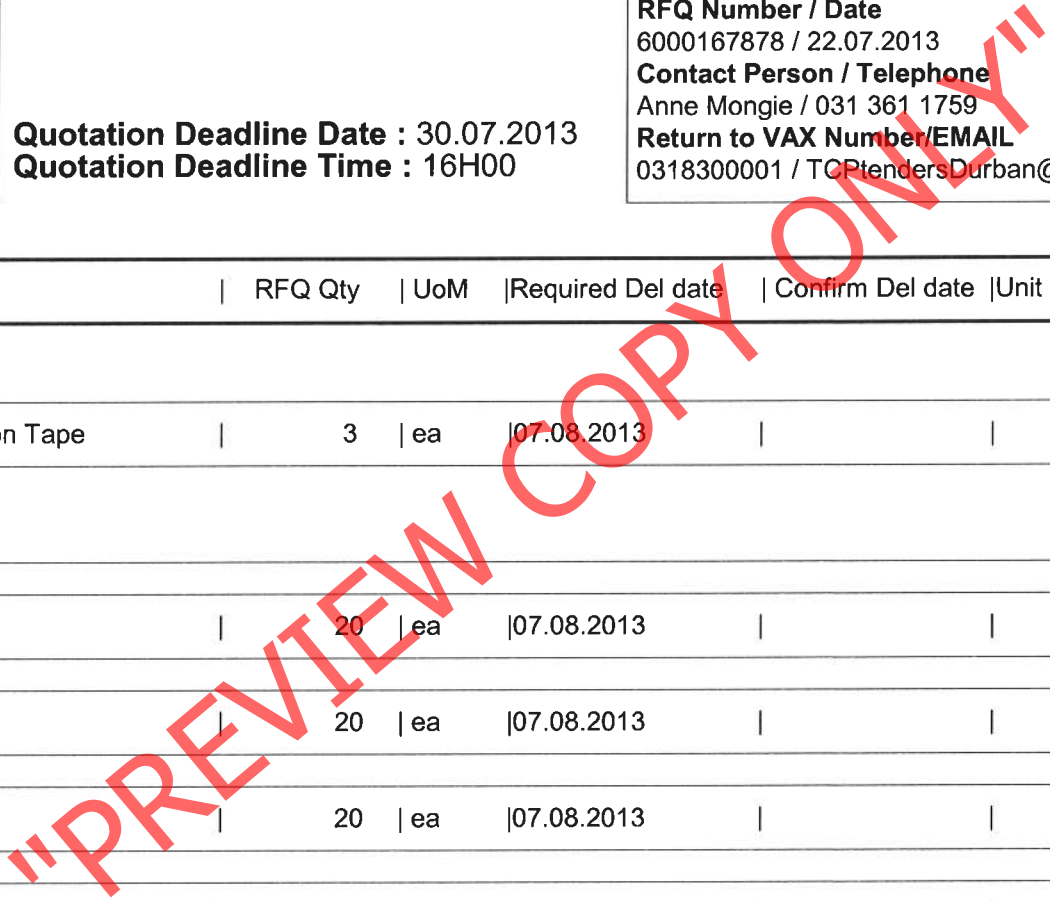 RFQ Number / Date
6000167878 / 22.07.2013
Contact Person / Telephone
Anne Mongie / 031 361 1759
Quotation Deadline Date : 30.07.2013
Return to VAX Number/EMAIL
Quotation Deadline Time : 16H00
0318300001 / TCPtendersDurban@
| RFQ Qty | UoM |Required Del date | Confirm Del date |Unit
on Tape | 3 | ea |07.08.2013 | |
| 20 | ea |07.08.2013 | |
| 20 | ea |07.08.2013 | |
| 20 | ea |07.08.2013 | |
"PREVIEW COPY ONLY"